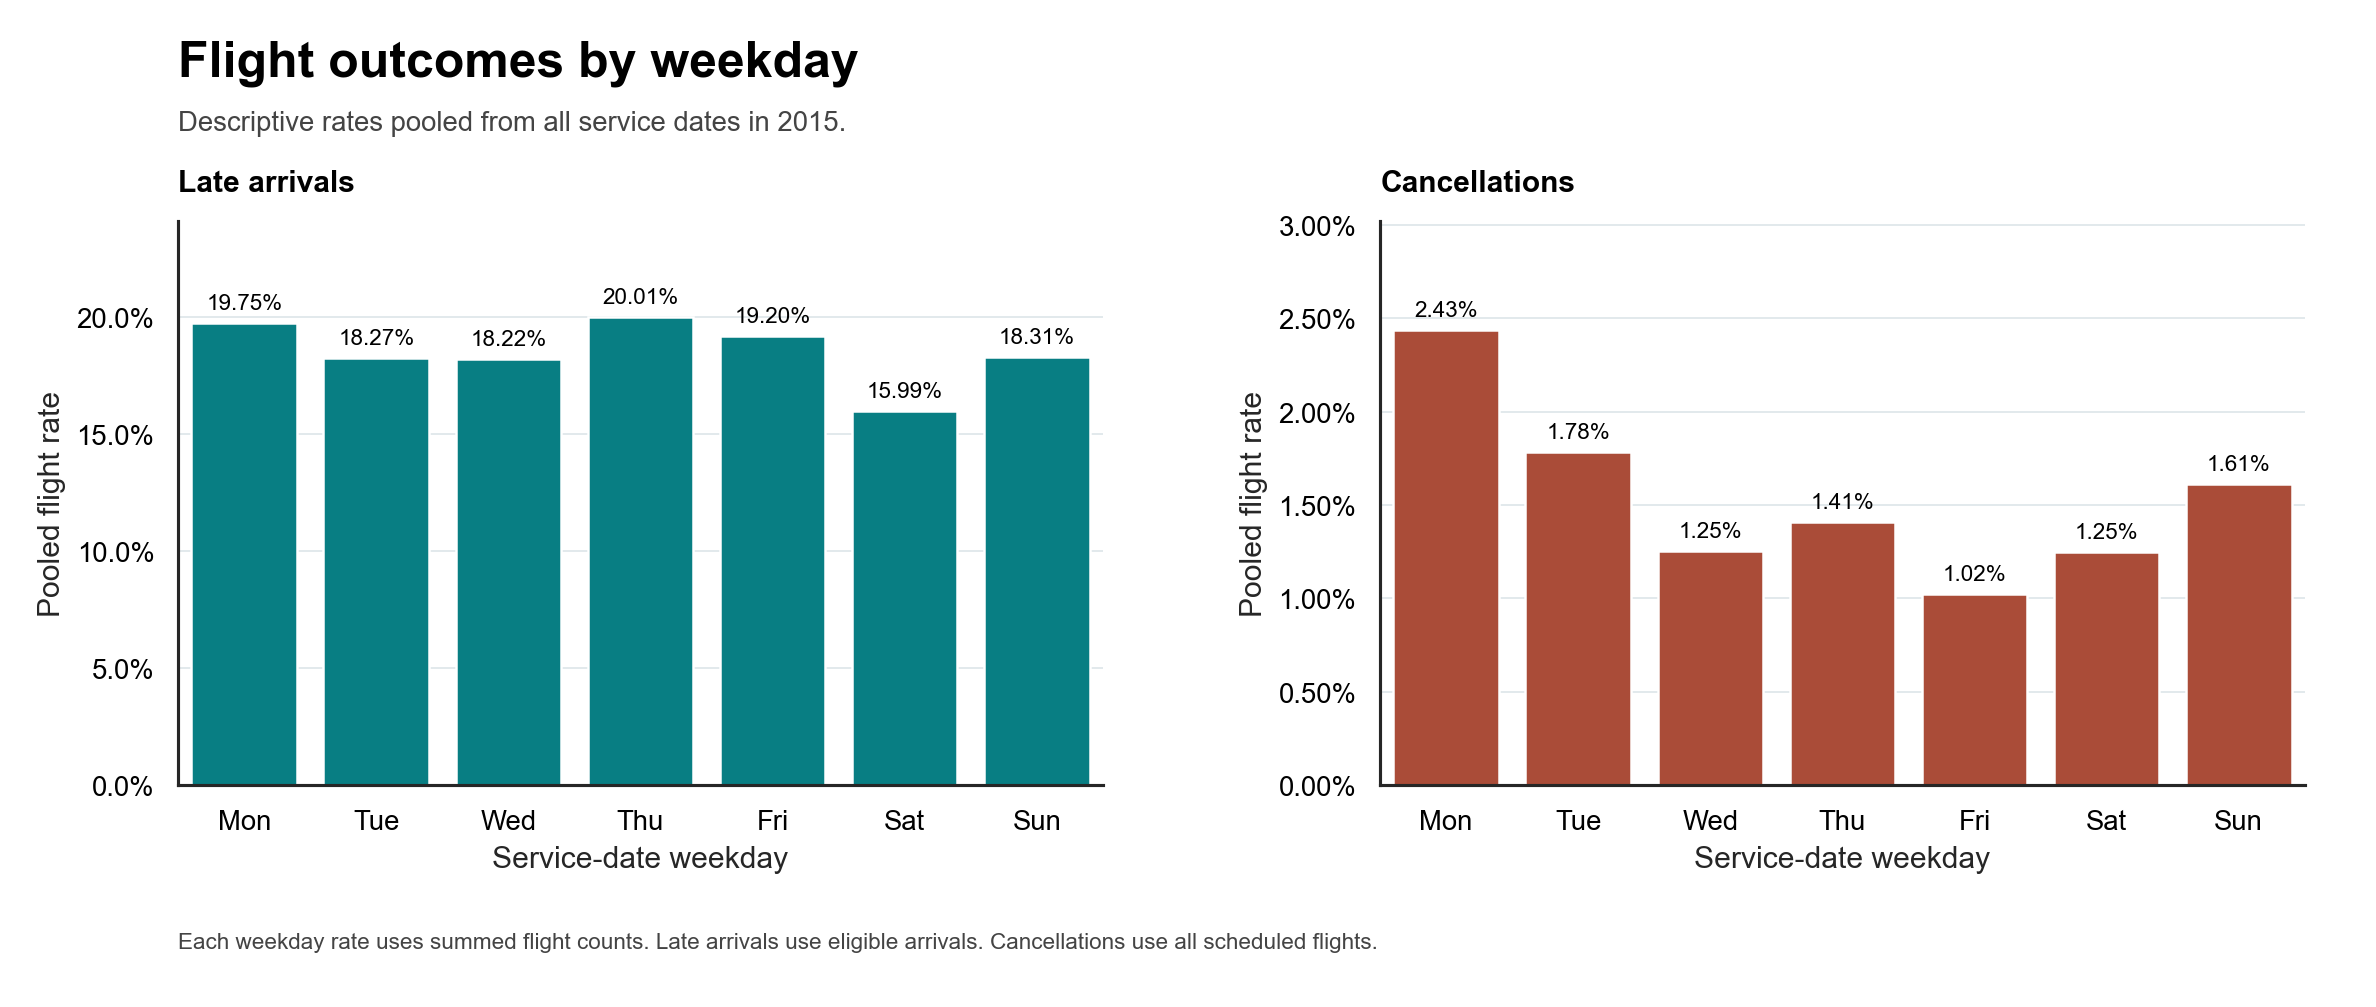 Flight outcomes by weekday
Descriptive rates pooled from all service dates in 2015.
Late arrivals
Pooled flight rate
20.0%
15.0%
10.0%
5.0%
0.0%
19.75%
18.27%
18.22%
20.01%
19.20%
15.99%
18.31%
Mon Tue Wed Thu Fri Sat Sun
Service-date weekday
Cancellations
Pooled flight rate
3.00%
2.50%
2.00%
1.50%
1.00%
0.50%
0.00%
2.43%
1.78%
1.25%
1.41%
1.02%
1.25%
1.61%
Mon Tue Wed Thu Fri Sat Sun
Service-date weekday
Each weekday rate uses summed flight counts. Late arrivals use eligible arrivals. Cancellations use all scheduled flights.